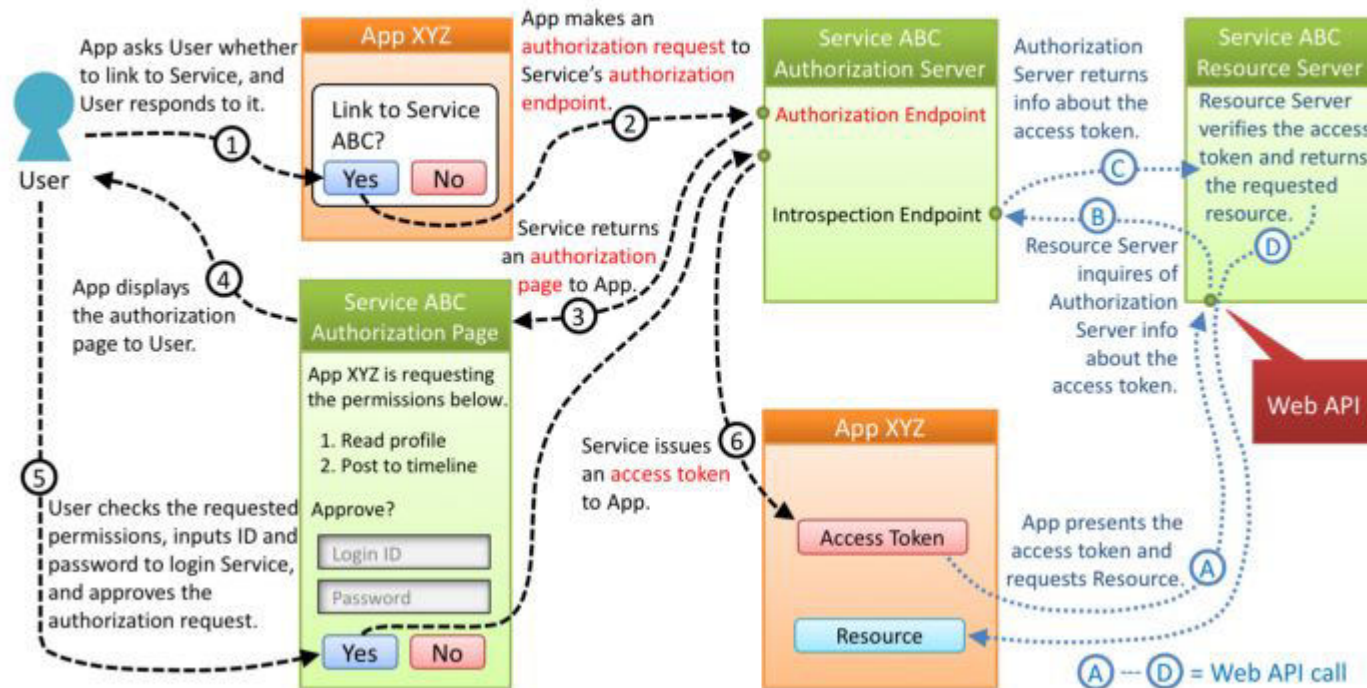 App asks User whether
to link to Service, and
User responds to it.
User
1
App XYZ
Link to Service
ABC?
Yes
No
App makes an
authorization request to
Service's authorization
endpoint.
2
Service ABC
Authorization Server
Authorization Endpoint
Introspection Endpoint
Service returns
an authorization
page to App.
3
4
App displays
the authorization
page to User.
Service ABC
Authorization Page
App XYZ is requesting
the permissions below.
1. Read profile
2. Post to timeline
Approve?
Login ID
Password
Yes
No
5
User checks the requested
permissions, inputs ID and
password to login Service,
and approves the
authorization request.
6
Service issues
an access token
to App.
App XYZ
Access Token
Resource
App presents the
access token and
requests Resource.
A
Resource Server
inquires of
Authorization
Server info
about the
access token.
B
Authorization
Server returns
info about the
access token.
C
Service ABC
Resource Server
Resource Server
verifies the access
token and returns
the requested
resource.
D
Web API
A --- D = Web API call